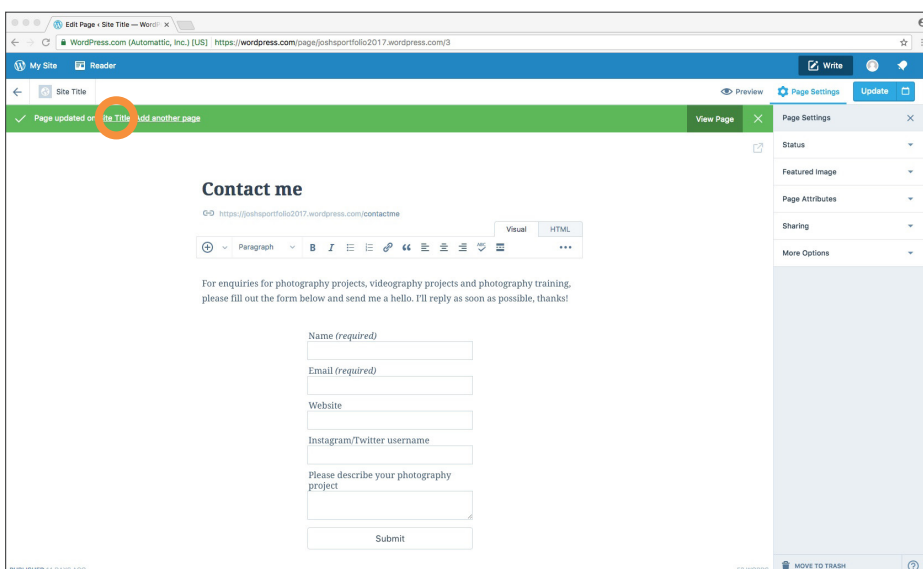 Edit Page ‹ Site Title — WordP
WordPress.com (Automattic, Inc.) [US] https://wordpress.com/page/joshsportfolio2017.wordpress.com/3
My Site Reader Write
Site Title Preview Page Settings Update
Page updated on Site Title! Add another page View Page
Page Settings
Status
Featured Image
Page Attributes
Sharing
More Options
Contact me
https://joshsportfolio2017.wordpress.com/contactme
Visual HTML
Paragraph B I ABC
For enquiries for photography projects, videography projects and photography training,
please fill out the form below and send me a hello. I'll reply as soon as possible, thanks!
Name (required)
Email (required)
Website
Instagram/Twitter username
Please describe your photography
project
Submit
MOVE TO TRASH